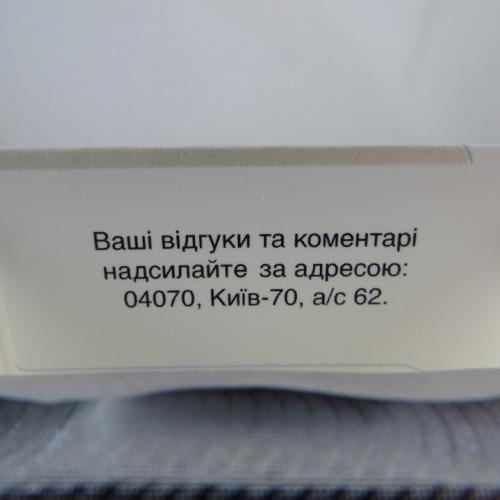 Ваші відгуки та коментарі
надсилайте за адресою:
04070, Київ-70, а/с 62.